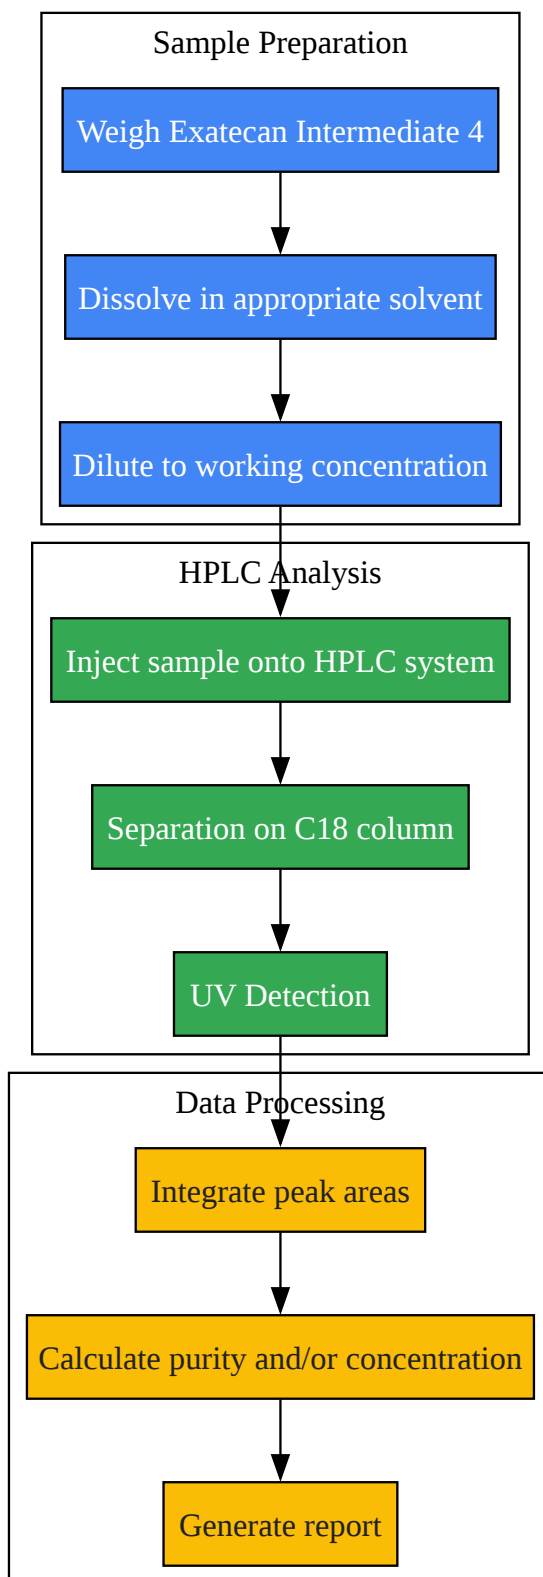 Sample Preparation
Weigh Exatecan Intermediate 4
Dissolve in appropriate solvent
Dilute to working concentration
HPLC Analysis
Inject sample onto HPLC system
Separation on C18 column
UV Detection
Data Processing
Integrate peak areas
Calculate purity and/or concentration
Generate report